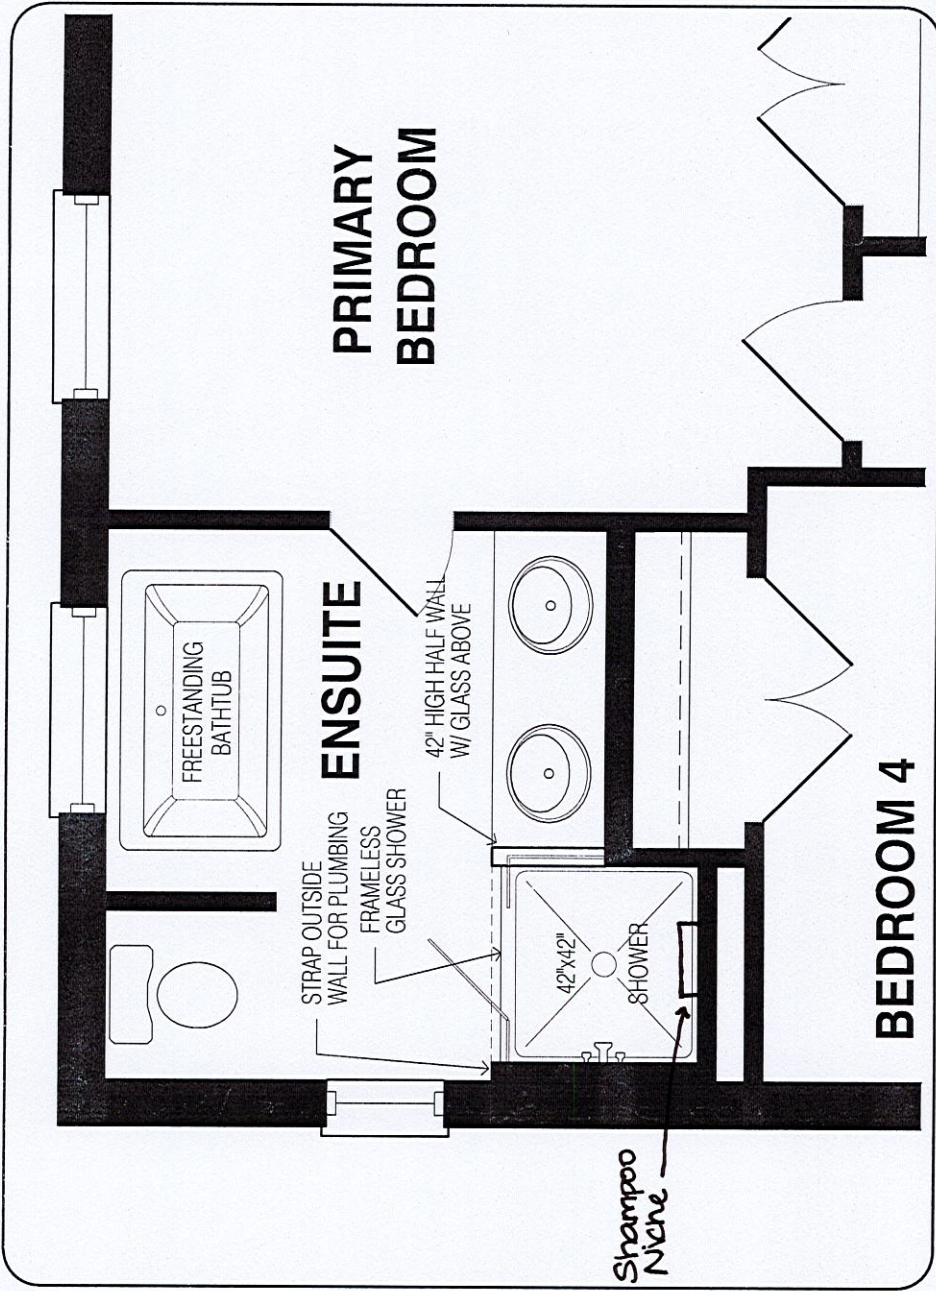 PRIMARY
BEDROOM
FREESTANDING
BATHTUB
ENSUITE
STRAP OUTSIDE
WALL FOR PLUMBING
FRAMELESS
GLASS SHOWER
42" HIGH HALF WALL
W/ GLASS ABOVE
42"x42"
SHOWER
Shampoo
Niche
BEDROOM 4